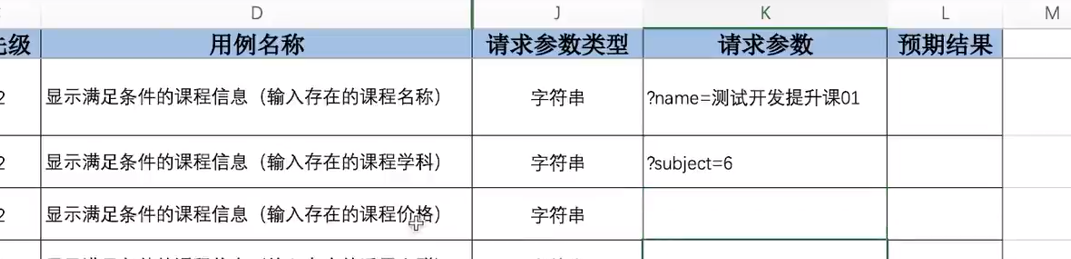 D J K L M
先级 用例名称 请求参数类型 请求参数 预期结果
2 显示满足条件的课程信息（输入存在的课程名称） 字符串 ?name=测试开发提升课01
2 显示满足条件的课程信息（输入存在的课程学科） 字符串 ?subject=6
2 显示满足条件的课程信息（输入存在的课程价格） 字符串